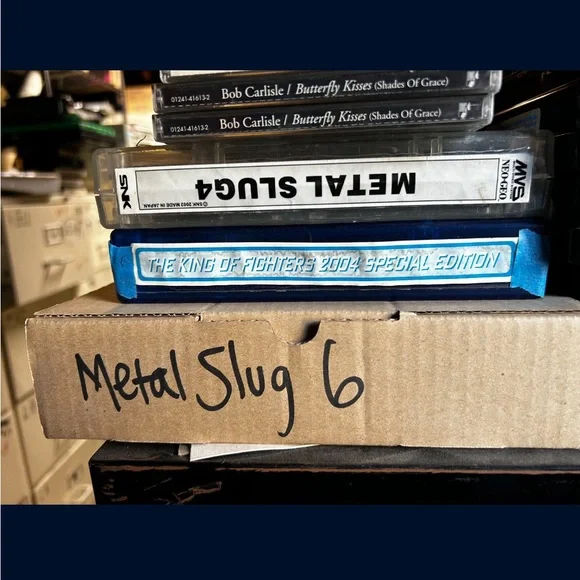 01241-41613-2 Bob Carlisle / Butterfly Kisses (Shades Of Grace)
01241-41613-2 Bob Carlisle / Butterfly Kisses (Shades Of Grace)
SNK METAL SLUG4 MVS
NEO•GEO
© SNK 2002 MADE IN JAPAN.
THE KING OF FIGHTERS 2004 SPECIAL EDITION
Metal Slug 6